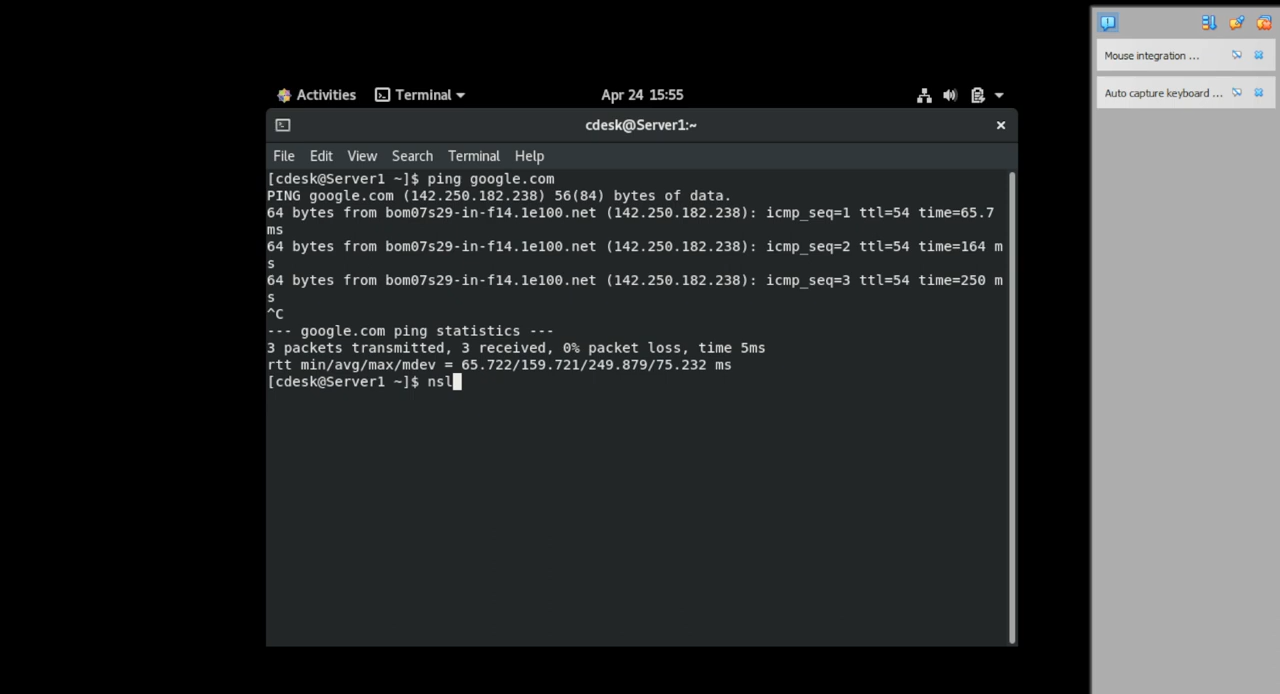 Activities Terminal Apr 24 15:55
cdesk@Server1:~
File Edit View Search Terminal Help
[cdesk@Server1 ~]$ ping google.com
PING google.com (142.250.182.238) 56(84) bytes of data.
64 bytes from bom07s29-in-f14.1e100.net (142.250.182.238): icmp_seq=1 ttl=54 time=65.7
ms
64 bytes from bom07s29-in-f14.1e100.net (142.250.182.238): icmp_seq=2 ttl=54 time=164 m
s
64 bytes from bom07s29-in-f14.1e100.net (142.250.182.238): icmp_seq=3 ttl=54 time=250 m
s
^C
--- google.com ping statistics ---
3 packets transmitted, 3 received, 0% packet loss, time 5ms
rtt min/avg/max/mdev = 65.722/159.721/249.879/75.232 ms
[cdesk@Server1 ~]$ nsl
Mouse integration ...
Auto capture keyboard ...